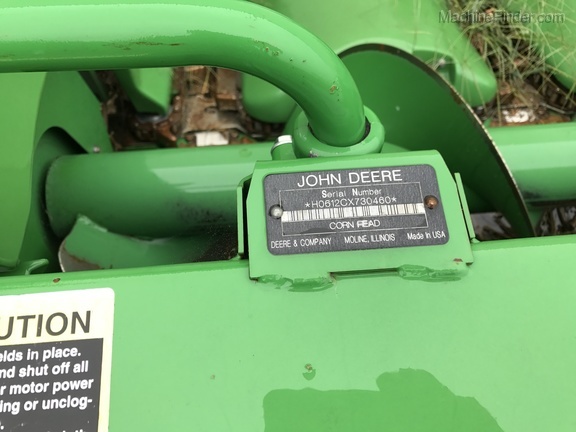 MachineFinder.com
JOHN DEERE
Serial Number
*H0612CX730460*
CORN HEAD
DEERE & COMPANY MOLINE, ILLINOIS Made In USA
UTION
elds in place.
nd shut off all
r motor power
ing or unclog-